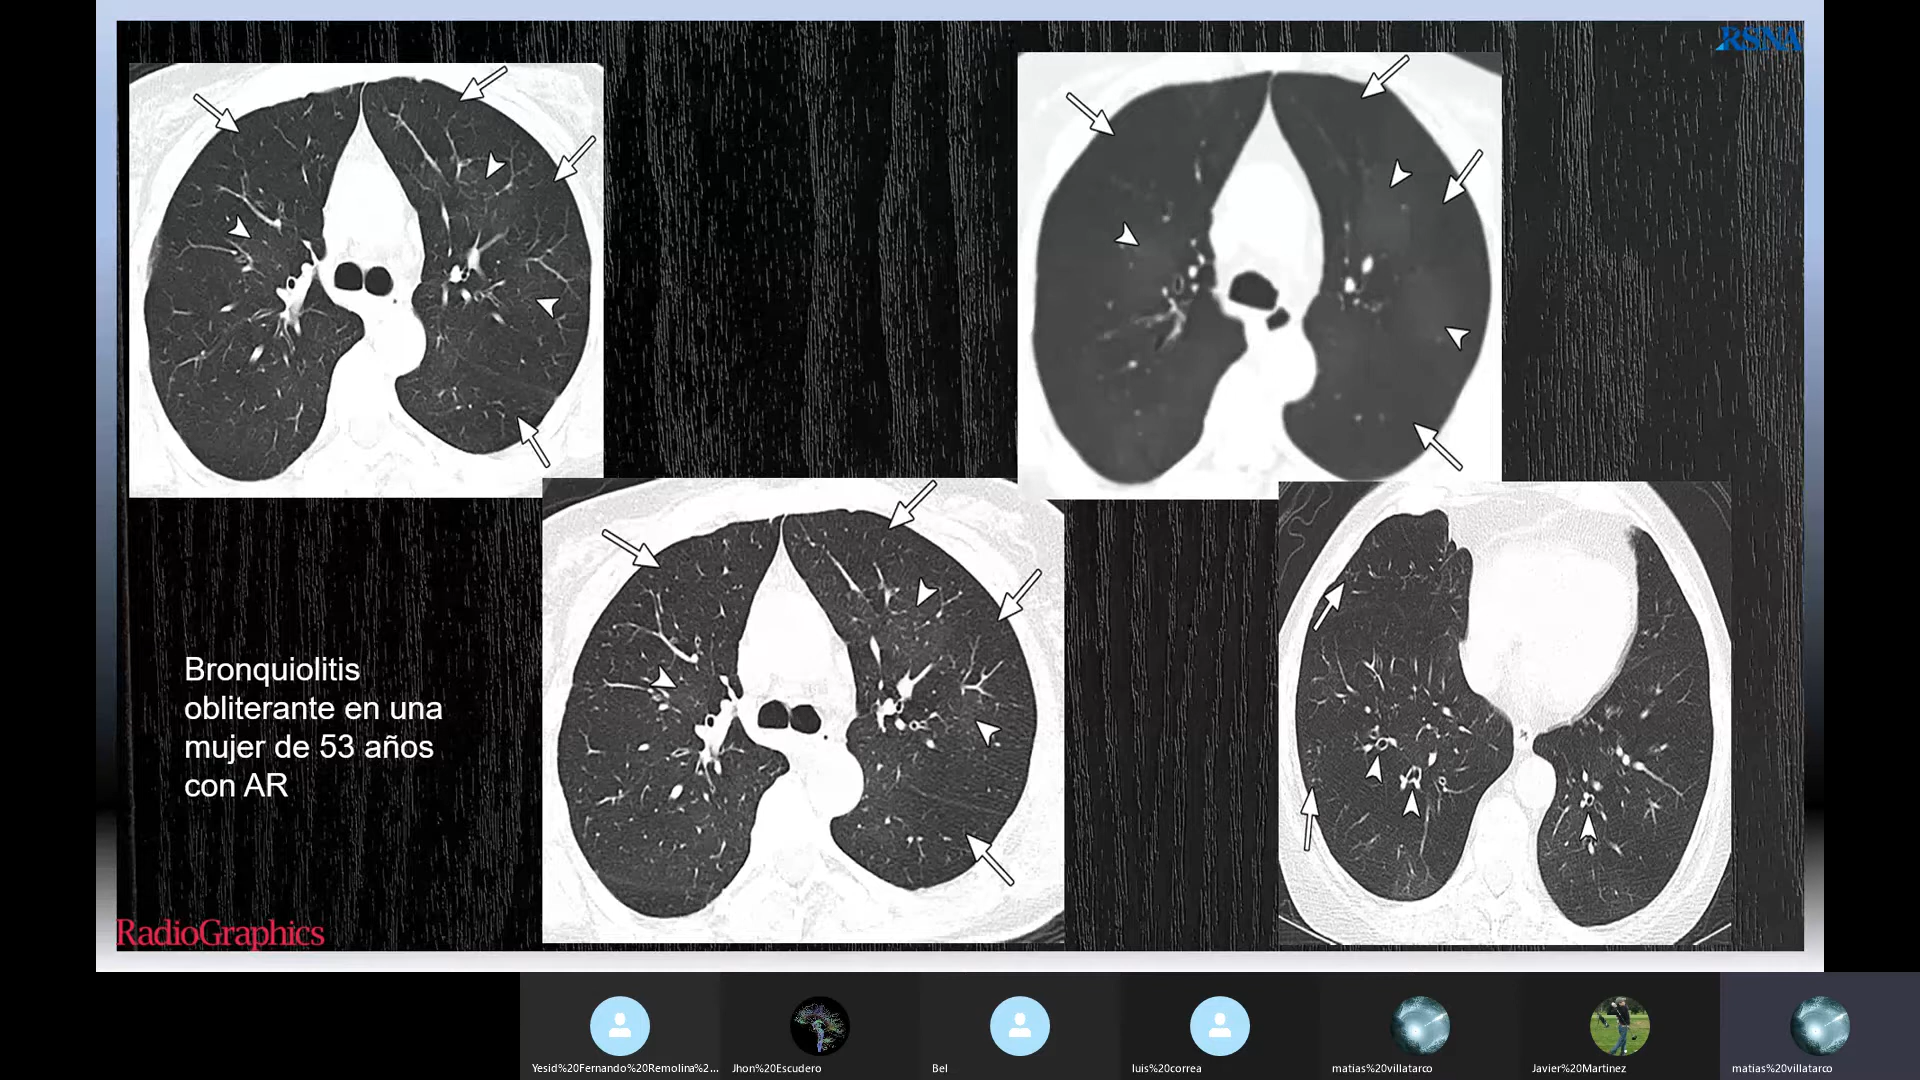 RSNA
Bronquiolitis
obliterante en una
mujer de 53 años
con AR
RadioGraphics
Yesid%20Fernando%20Remolina%2...
Jhon%20Escudero
Bel
luis%20correa
matias%20villatarco
Javier%20Martinez
matias%20villatarco